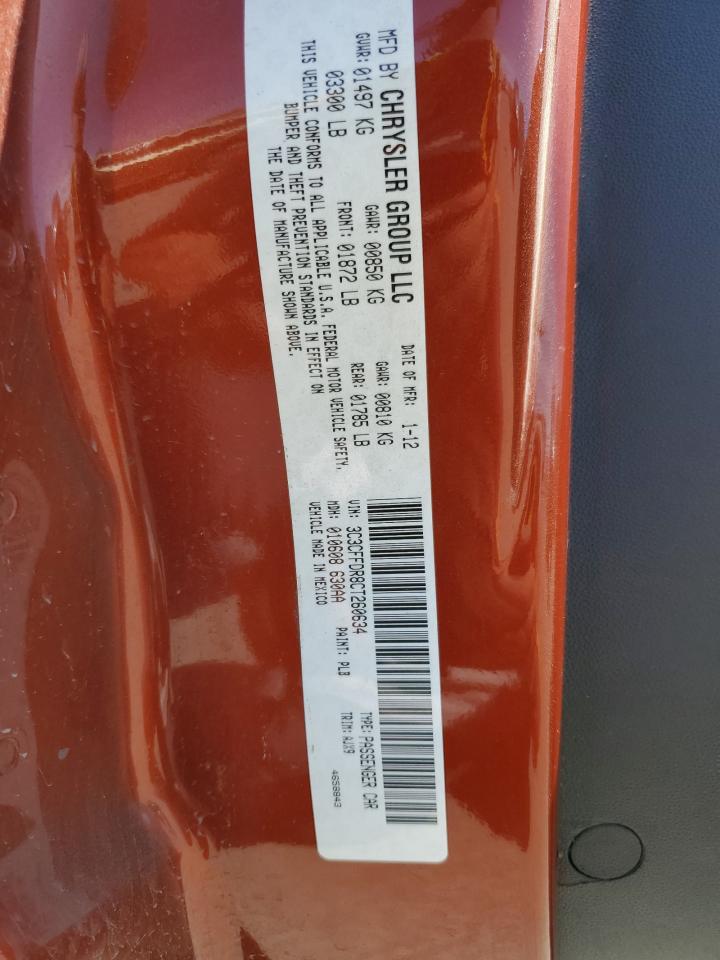 MFD BY CHRYSLER GROUP LLC
DATE OF MFR: 1-12
GVWR: 01497 KG
GAWR: 00850 KG
GAWR: 00810 KG
03300 LB
FRONT: 01872 LB
REAR: 01785 LB
THIS VEHICLE CONFORMS TO ALL APPLICABLE U.S.A. FEDERAL MOTOR VEHICLE SAFETY,
BUMPER AND THEFT PREVENTION STANDARDS IN EFFECT ON
THE DATE OF MANUFACTURE SHOWN ABOVE.
VIN: 3C3CFFDR8CT260634
TYPE: PASSENGER CAR
MDH: 010608 630AA
PAINT: PLB
TRIM: AJX9
VEHICLE MADE IN MEXICO
4658843